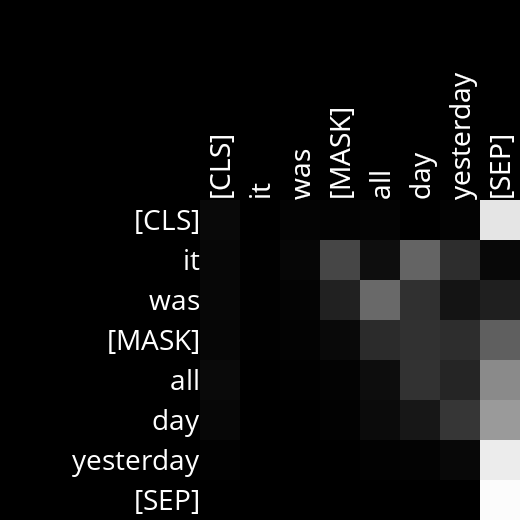 [CLS]
it
was
[MASK]
all
day
yesterday
[SEP]
[CLS]
it
was
[MASK]
all
day
yesterday
[SEP]